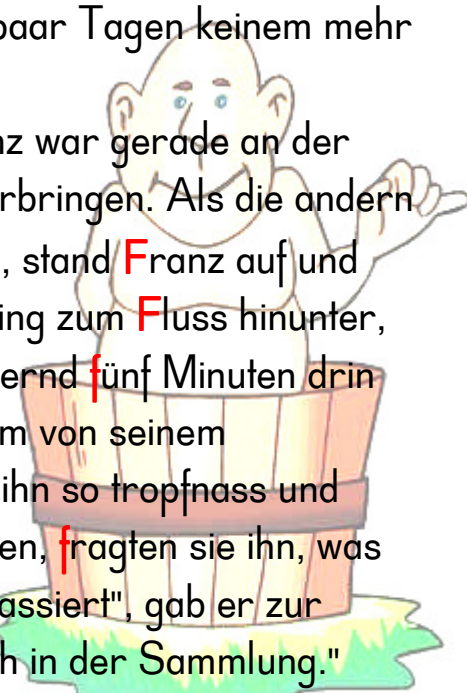 paar Tagen keinem mehr
nz war gerade an der
rbringen. Als die andern
, stand Franz auf und
ing zum Fluss hinunter,
ernd fünf Minuten drin
m von seinem
ihn so tropfnass und
en, fragten sie ihn, was
assiert", gab er zur
h in der Sammlung."